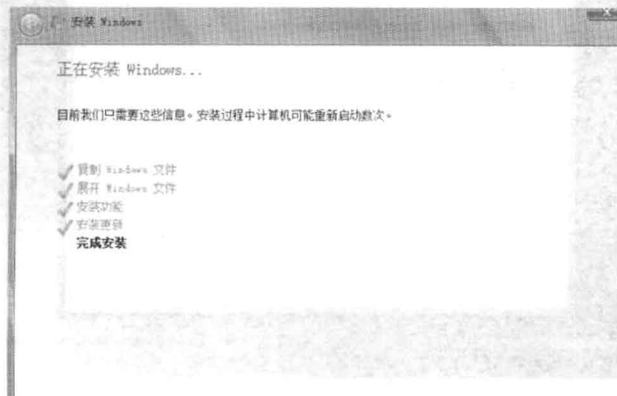 安装 Windows
正在安装 Windows...
目前我们只需要这些信息。安装过程中计算机可能重新启动数次。
复制 Windows 文件
展开 Windows 文件
安装功能
安装更新
完成安装